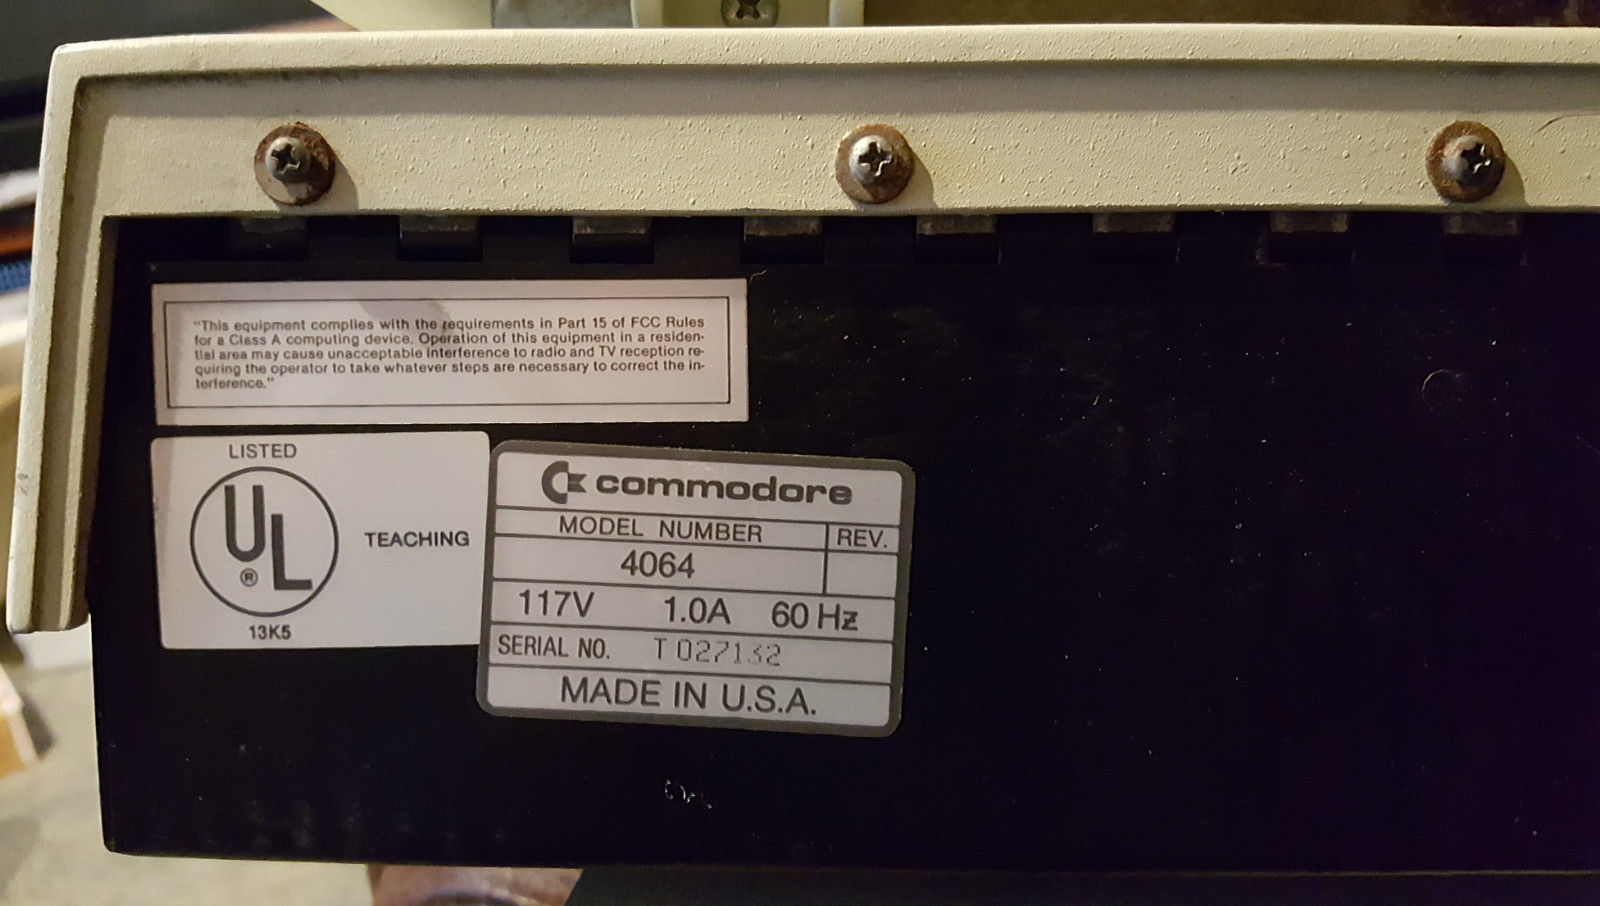 "This equipment complies with the requirements in Part 15 of FCC Rules
for a Class A computing device. Operation of this equipment in a residen-
tial area may cause unacceptable interference to radio and TV reception re-
quiring the operator to take whatever steps are necessary to correct the in-
terference."
LISTED
UL
®
TEACHING
13K5
commodore
MODEL NUMBER REV.
4064
117V 1.0A 60 Hz
SERIAL NO. T 027132
MADE IN U.S.A.